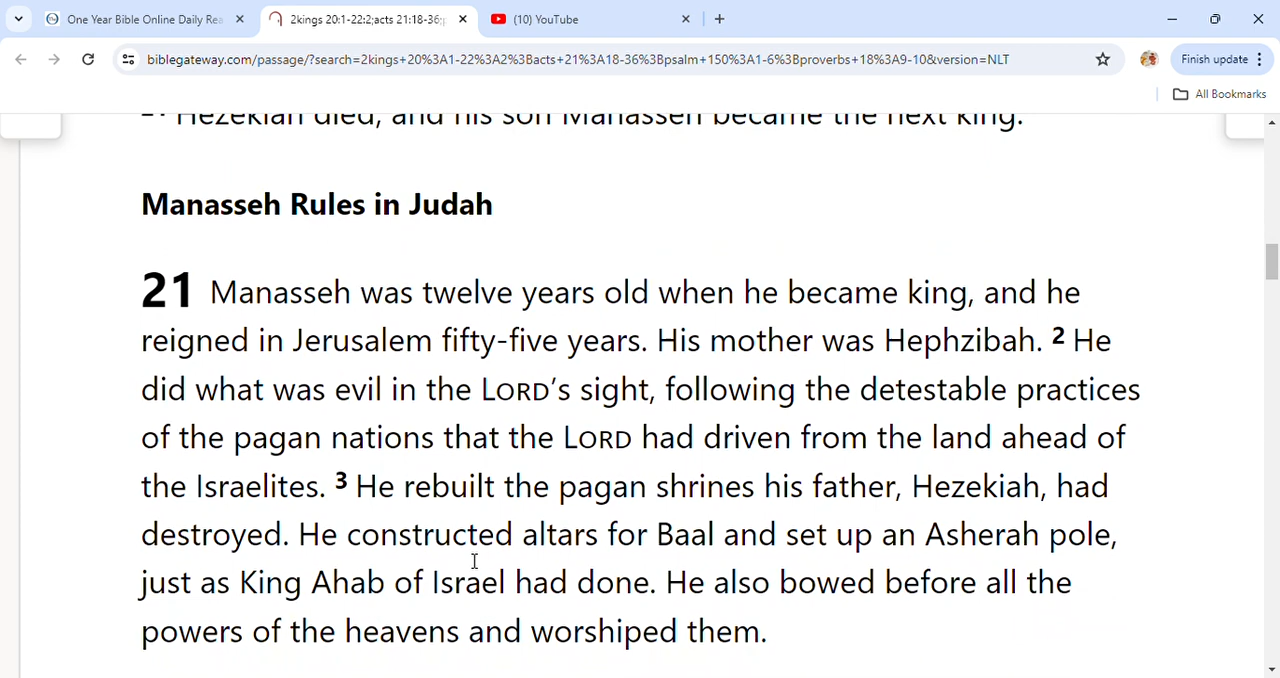 One Year Bible Online Daily Rea
2kings 20:1-22:2;acts 21:18-36;p
(10) YouTube
biblegateway.com/passage/?search=2kings+20%3A1-22%3A2%3Bacts+21%3A18-36%3Bpsalm+150%3A1-6%3Bproverbs+18%3A9-10&version=NLT
Finish update
All Bookmarks
21 Hezekiah died, and his son Manasseh became the next king.
Manasseh Rules in Judah
21 Manasseh was twelve years old when he became king, and he
reigned in Jerusalem fifty-five years. His mother was Hephzibah. 2 He
did what was evil in the LORD’s sight, following the detestable practices
of the pagan nations that the LORD had driven from the land ahead of
the Israelites. 3 He rebuilt the pagan shrines his father, Hezekiah, had
destroyed. He constructed altars for Baal and set up an Asherah pole,
just as King Ahab of Israel had done. He also bowed before all the
powers of the heavens and worshiped them.